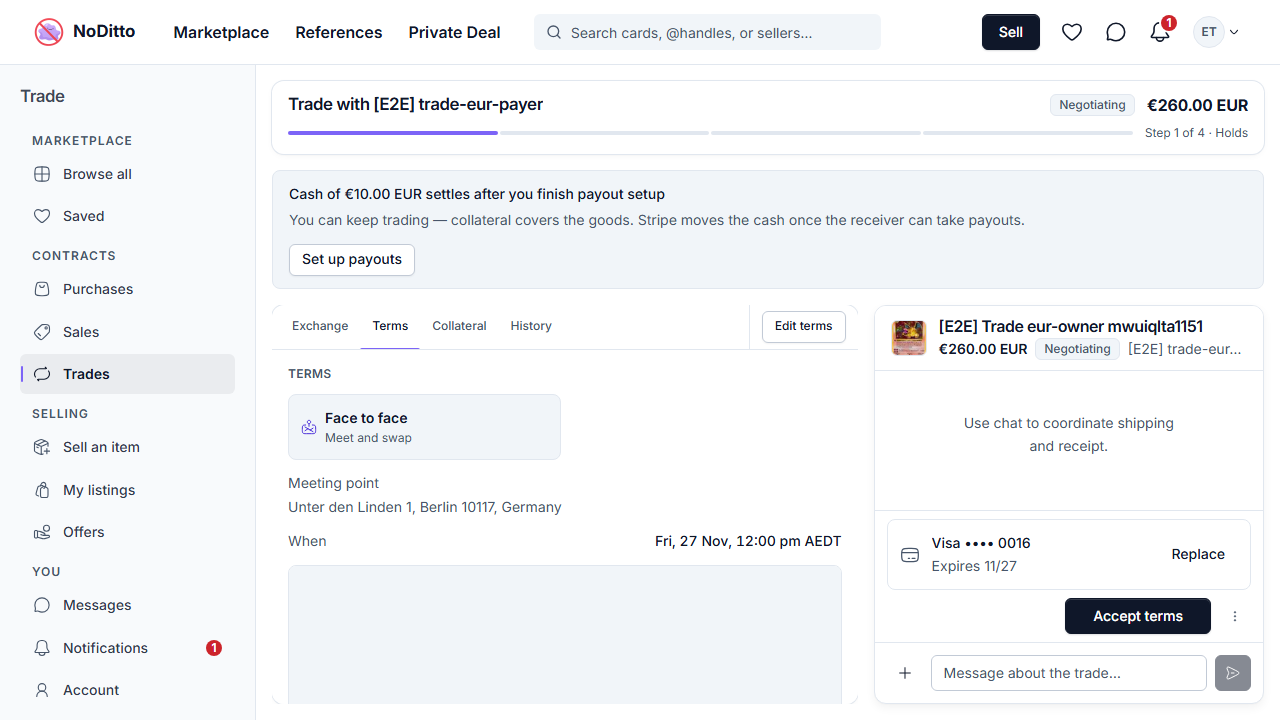 NoDitto
Marketplace
References
Private Deal
Search cards, @handles, or sellers...
Sell
1
ET
Trade
MARKETPLACE
Browse all
Saved
CONTRACTS
Purchases
Sales
Trades
SELLING
Sell an item
My listings
Offers
YOU
Messages
Notifications
1
Account
Trade with [E2E] trade-eur-payer
Negotiating
€260.00 EUR
Step 1 of 4 · Holds
Cash of €10.00 EUR settles after you finish payout setup
You can keep trading — collateral covers the goods. Stripe moves the cash once the receiver can take payouts.
Set up payouts
Exchange
Terms
Collateral
History
Edit terms
TERMS
Face to face
Meet and swap
Meeting point
Unter den Linden 1, Berlin 10117, Germany
When
Fri, 27 Nov, 12:00 pm AEDT
[E2E] Trade eur-owner mwuiqlta1151
€260.00 EUR
Negotiating
[E2E] trade-eur...
Use chat to coordinate shipping
and receipt.
Visa •••• 0016
Expires 11/27
Replace
Accept terms
Message about the trade...